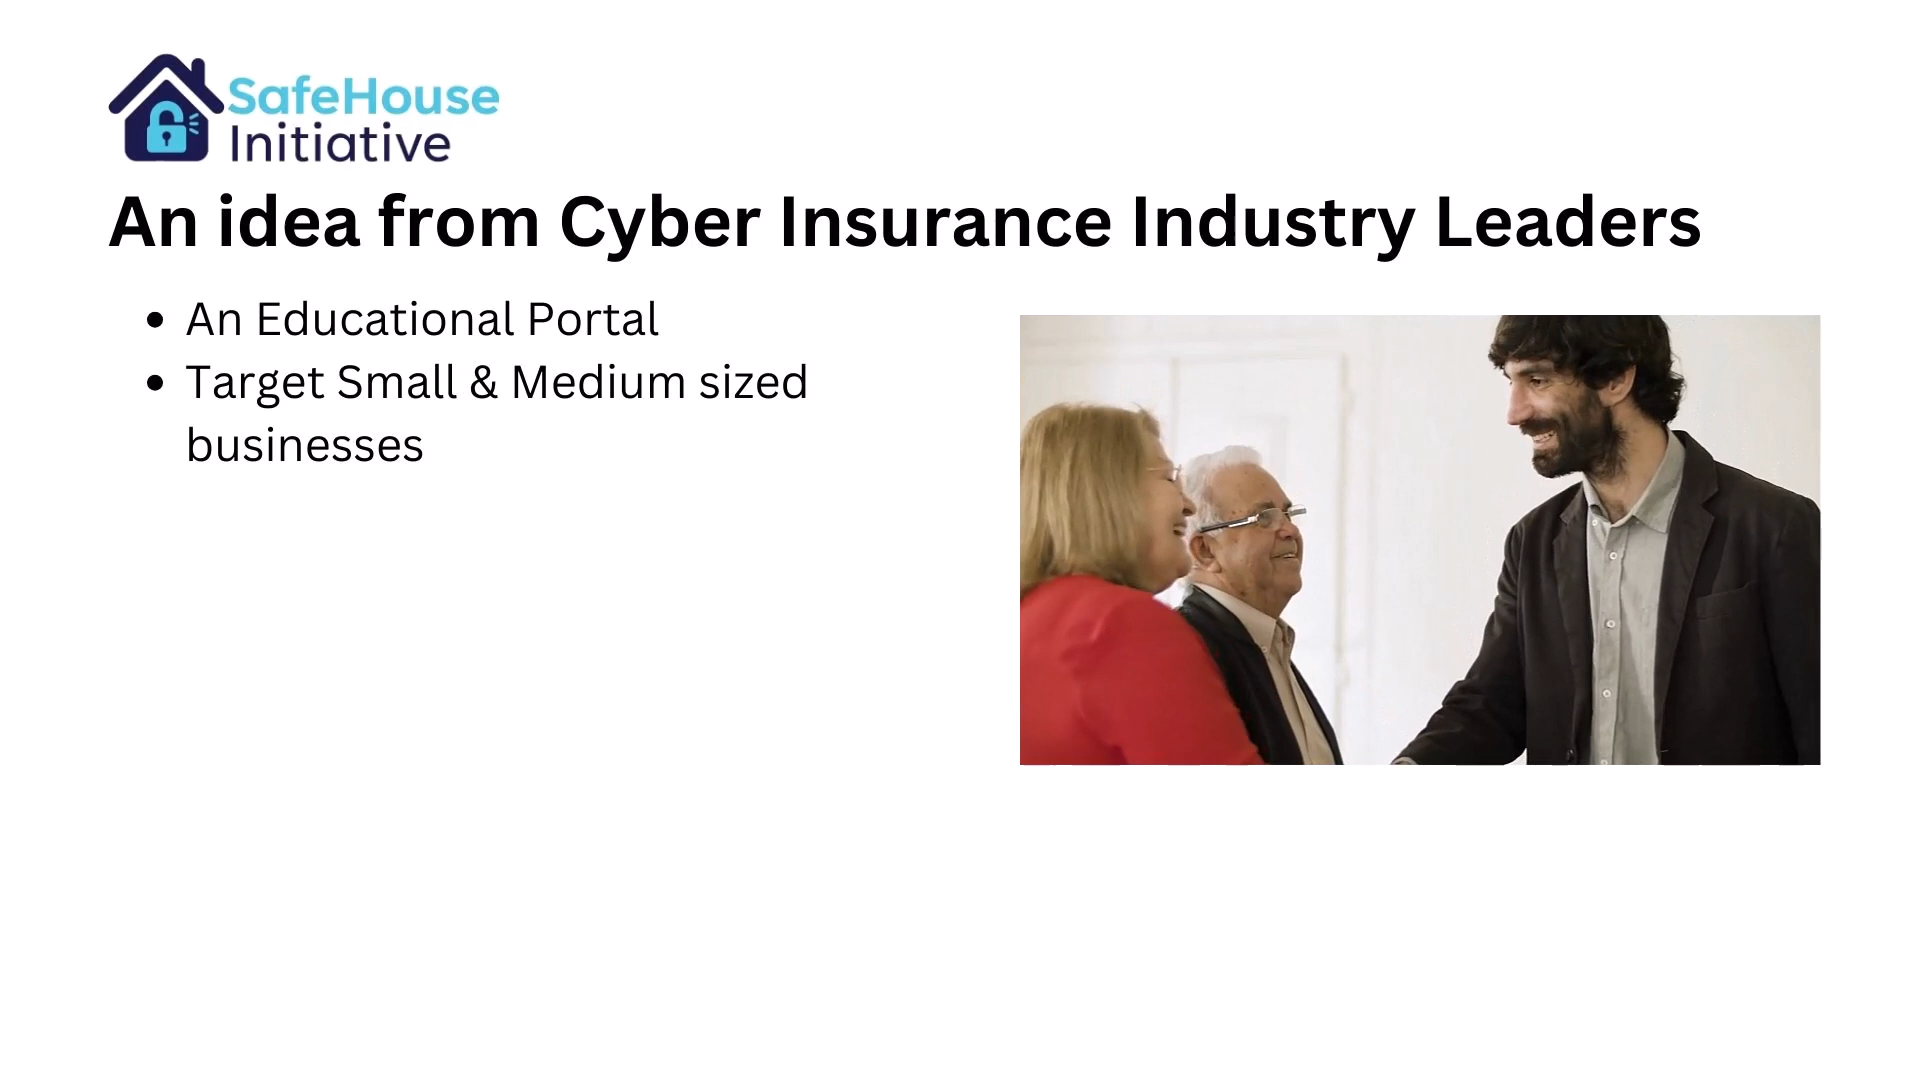 SafeHouse
Initiative
An idea from Cyber Insurance Industry Leaders
• An Educational Portal
• Target Small & Medium sized
businesses